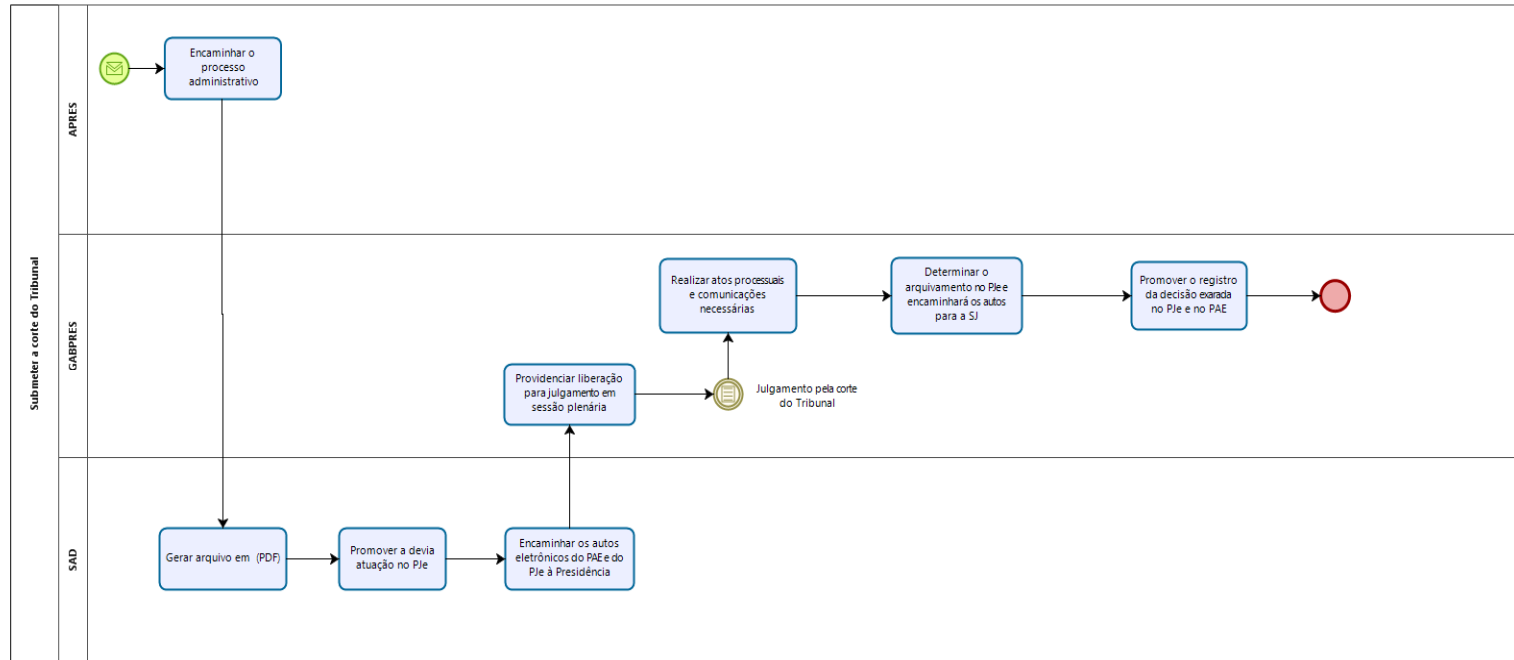 Submeter a corte do Tribunal
APRES
Encaminhar o
processo
administrativo
GABPRES
Realizar atos processuais
e comunicações
necessárias
Determinar o
arquivamento no PJe e
encaminhará os autos
para a SJ
Promover o registro
da decisão exarada
no PJe e no PAE
Providenciar liberação
para julgamento em
sessão plenária
Julgamento pela corte
do Tribunal
SAD
Gerar arquivo em (PDF)
Promover a devia
atuação no PJe
Encaminhar os autos
eletrônicos do PAE e do
PJe à Presidência